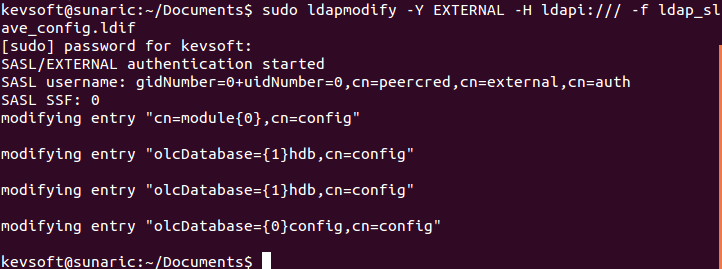 kevsoft@sunaric:~/Documents$ sudo ldapmodify -Y EXTERNAL -H ldapi:/// -f ldap_sl
ave_config.ldif
[sudo] password for kevsoft:
SASL/EXTERNAL authentication started
SASL username: gidNumber=0+uidNumber=0,cn=peercred,cn=external,cn=auth
SASL SSF: 0
modifying entry "cn=module{0},cn=config"
modifying entry "olcDatabase={1}hdb,cn=config"
modifying entry "olcDatabase={1}hdb,cn=config"
modifying entry "olcDatabase={0}config,cn=config"
kevsoft@sunaric:~/Documents$